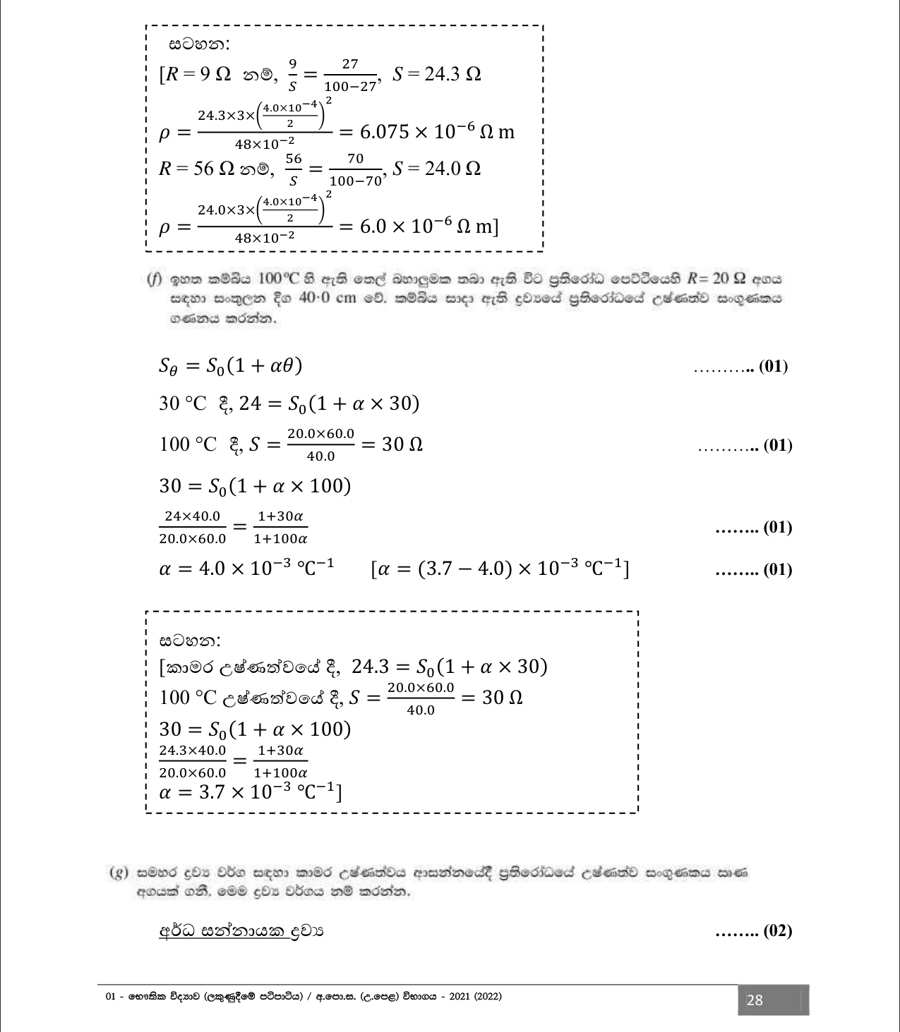 සටහන:
[R = 9 Ω නම්, 9/S = 27/(100−27), S = 24.3 Ω
ρ = (24.3×3×((4.0×10⁻⁴)/2)²)/(48×10⁻²) = 6.075 × 10⁻⁶ Ω m
R = 56 Ω නම්, 56/S = 70/(100−70), S = 24.0 Ω
ρ = (24.0×3×((4.0×10⁻⁴)/2)²)/(48×10⁻²) = 6.0 × 10⁻⁶ Ω m]
(f) ඉහත කම්බිය 100°C හි ඇති තෙල් බහාලුමක තබා ඇති විට ප්‍රතිරෝධ පෙට්ටියෙහි R = 20 Ω අගය
සඳහා සංතුලන දිග 40·0 cm වේ. කම්බිය සාදා ඇති ද්‍රව්‍යයේ ප්‍රතිරෝධයේ උෂ්ණත්ව සංගුණකය
ගණනය කරන්න.
S_θ = S₀(1 + αθ) ……….. (01)
30 °C දී, 24 = S₀(1 + α × 30)
100 °C දී, S = (20.0×60.0)/40.0 = 30 Ω ……….. (01)
30 = S₀(1 + α × 100)
(24×40.0)/(20.0×60.0) = (1+30α)/(1+100α) …….. (01)
α = 4.0 × 10⁻³ °C⁻¹ [α = (3.7 − 4.0) × 10⁻³ °C⁻¹] …….. (01)
සටහන:
[කාමර උෂ්ණත්වයේ දී, 24.3 = S₀(1 + α × 30)
100 °C උෂ්ණත්වයේ දී, S = (20.0×60.0)/40.0 = 30 Ω
30 = S₀(1 + α × 100)
(24.3×40.0)/(20.0×60.0) = (1+30α)/(1+100α)
α = 3.7 × 10⁻³ °C⁻¹]
(g) සමහර ද්‍රව්‍ය වර්ග සඳහා කාමර උෂ්ණත්වය ආසන්නයේදී ප්‍රතිරෝධයේ උෂ්ණත්ව සංගුණකය ඍණ
අගයක් ගනී. මෙම ද්‍රව්‍ය වර්ගය නම් කරන්න.
අර්ධ සන්නායක ද්‍රව්‍ය …….. (02)
01 - භෞතික විද්‍යාව (ලකුණුදීමේ පටිපාටිය) / අ.පො.ස. (උ.පෙළ) විභාගය - 2021 (2022)
28